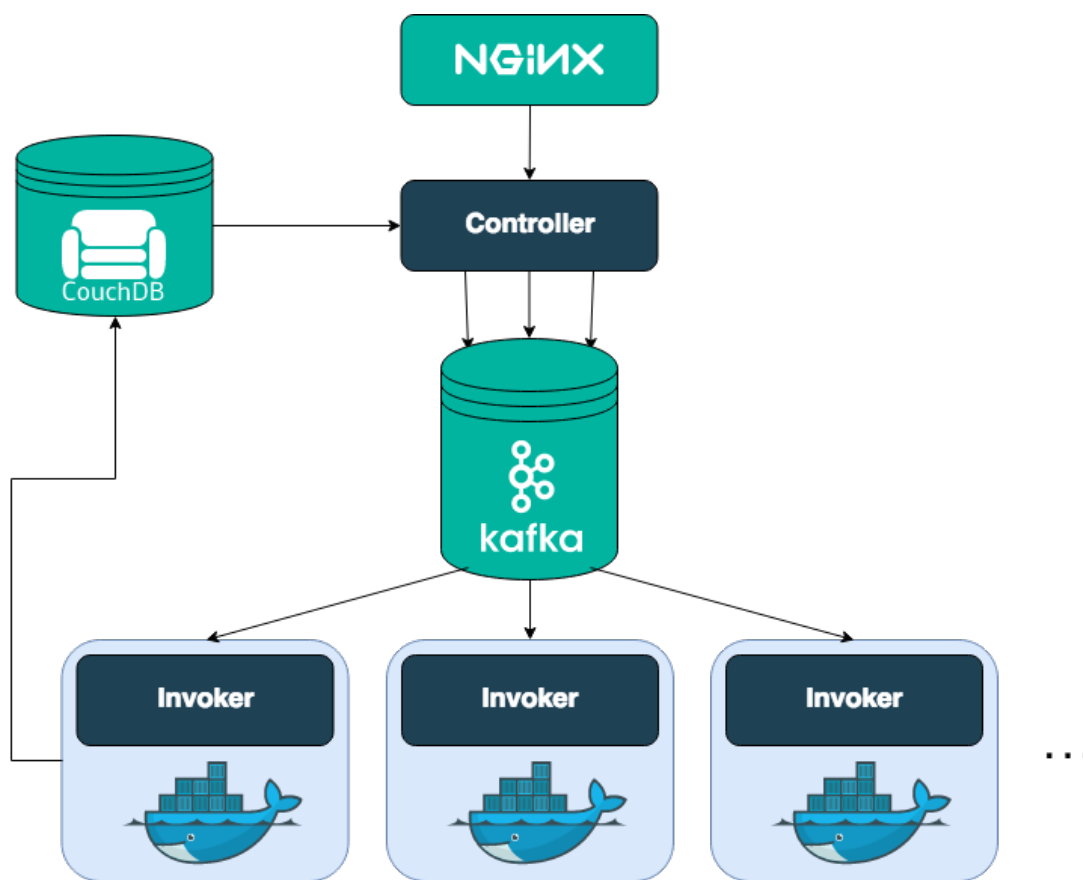 NGiNX
Controller
CouchDB
kafka
Invoker
Invoker
Invoker
...